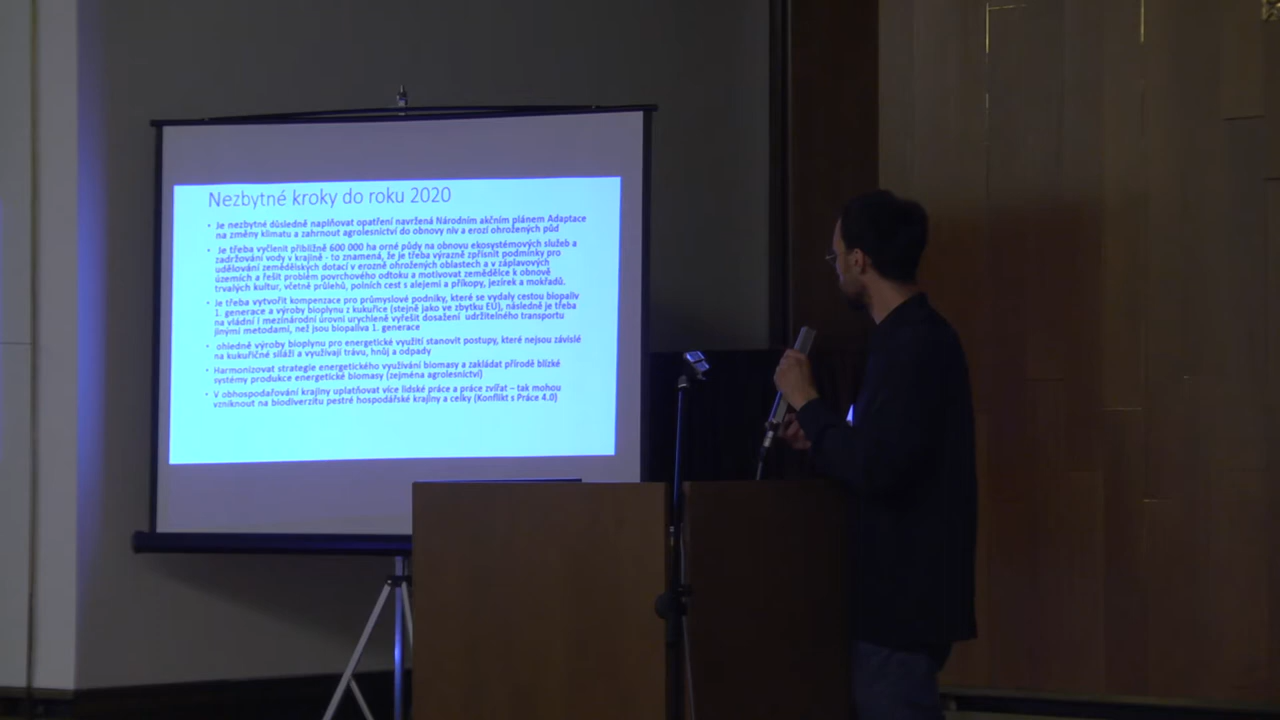 Nezbytné kroky do roku 2020
• Je nezbytné důsledně naplňovat opatření navržená Národním akčním plánem Adaptace
na změny klimatu a zahrnout agrolesnictví do obnovy niv a erozí ohrožených půd
• Je třeba vyčlenit přibližně 600 000 ha orné půdy na obnovu ekosystémových služeb a
zadržování vody v krajině - to znamená, že je třeba výrazně zpřísnit podmínky pro
udělování zemědělských dotací v erozně ohrožených oblastech a v záplavových
územích a řešit problém povrchového odtoku a motivovat zemědělce k obnově
trvalých kultur, včetně průlehů, polních cest s alejemi a příkopy, jezírek a mokřadů.
• Je třeba vytvořit kompenzace pro průmyslové podniky, které se vydaly cestou biopaliv
1. generace a výroby bioplynu z kukuřice (stejně jako ve zbytku EU), následně je třeba
na vládní i mezinárodní úrovni urychleně vyřešit dosažení udržitelného transportu
jinými metodami, než jsou biopaliva 1. generace
• ohledně výroby bioplynu pro energetické využití stanovit postupy, které nejsou závislé
na kukuřičné siláži a využívají trávu, hnůj a odpady
• Harmonizovat strategie energetického využívání biomasy a zakládat přírodě blízké
systémy produkce energetické biomasy (zejména agrolesnictví)
• V obhospodařování krajiny uplatňovat více lidské práce a práce zvířat – tak mohou
vzniknout na biodiverzitu pestré hospodářské krajiny a celky (Konflikt s Práce 4.0)